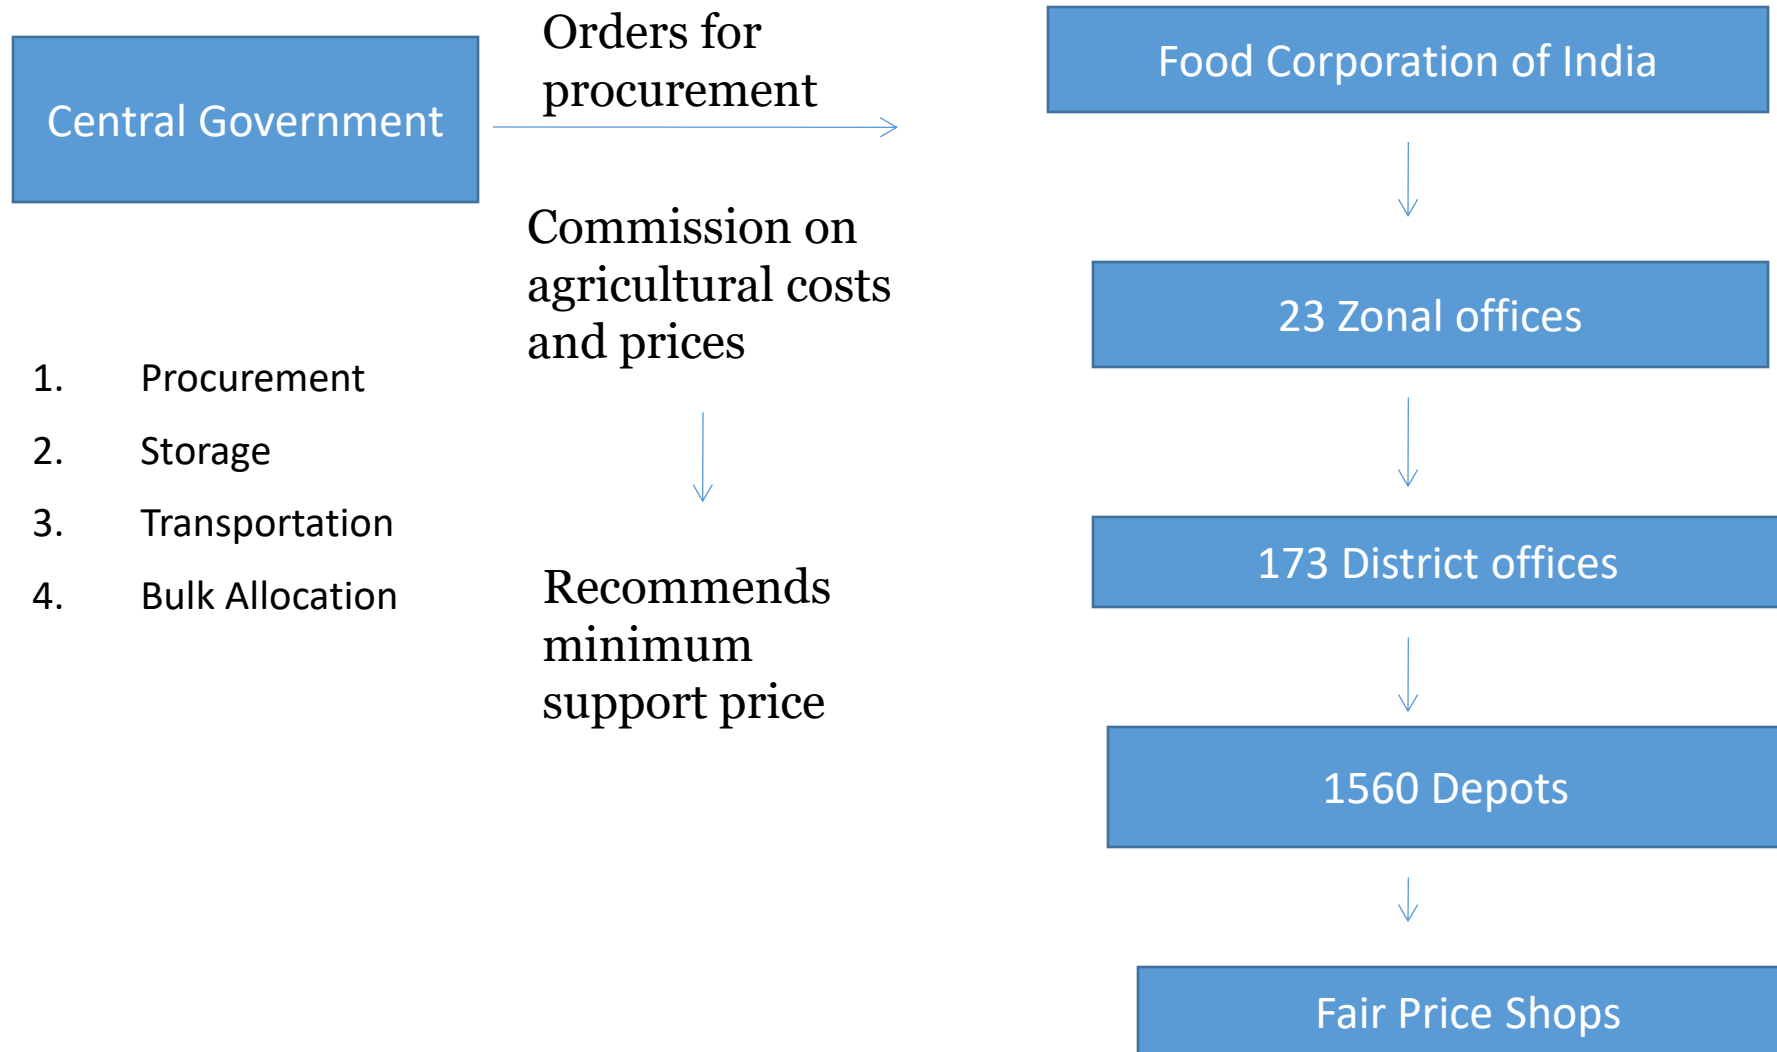 Central Government
Orders for
procurement
Commission on
agricultural costs
and prices
Recommends
minimum
support price
1. Procurement
2. Storage
3. Transportation
4. Bulk Allocation
Food Corporation of India
23 Zonal offices
173 District offices
1560 Depots
Fair Price Shops